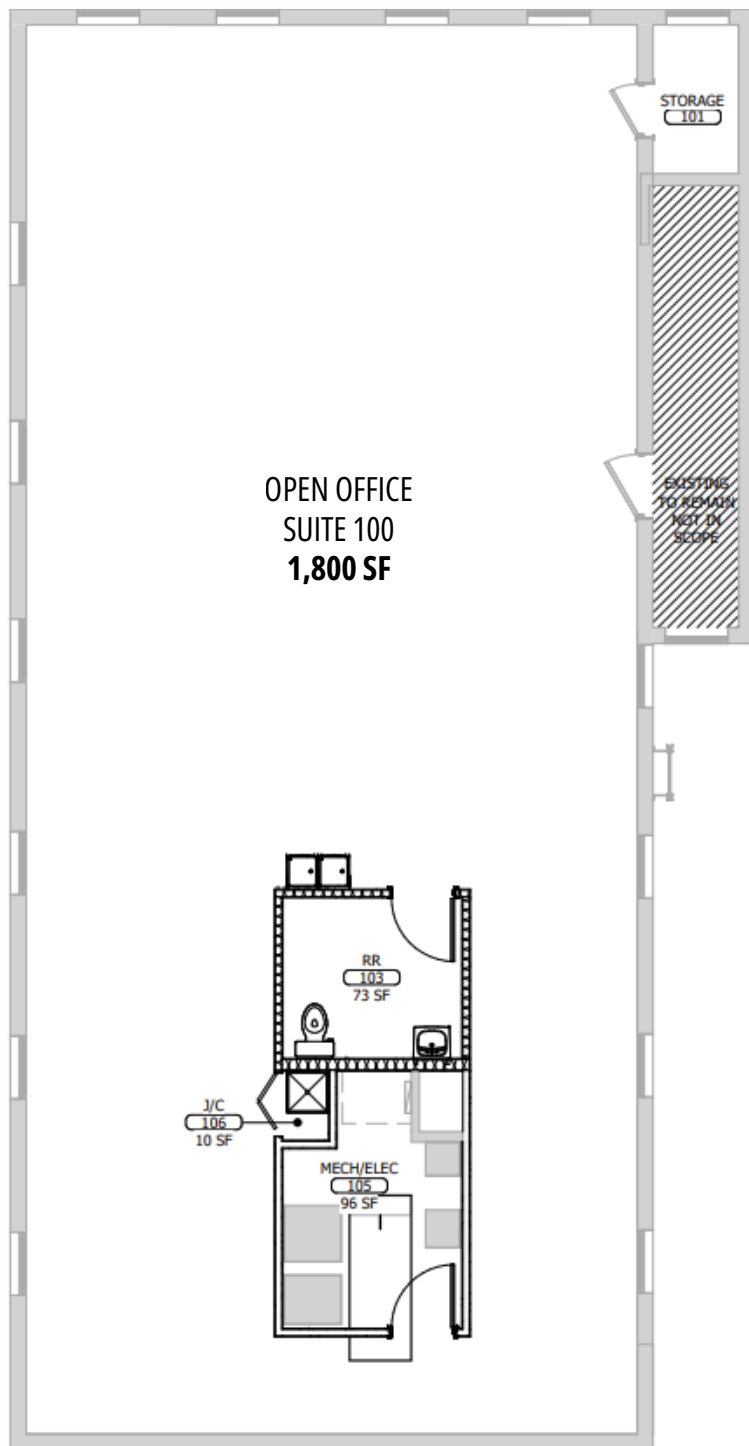 STORAGE
101
OPEN OFFICE
SUITE 100
1,800 SF
EXISTING
TO REMAIN
NOT IN
SCOPE
RR
103
73 SF
J/C
106
10 SF
MECH/ELEC
105
96 SF